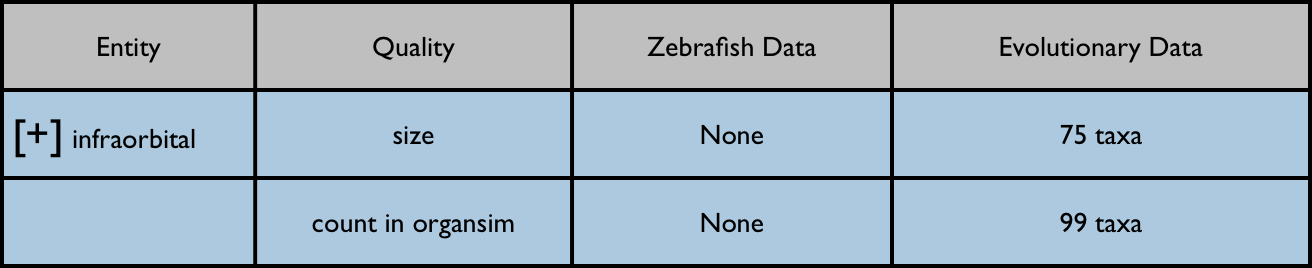 Entity Quality Zebrafish Data Evolutionary Data
[+] infraorbital size None 75 taxa
count in organsim None 99 taxa